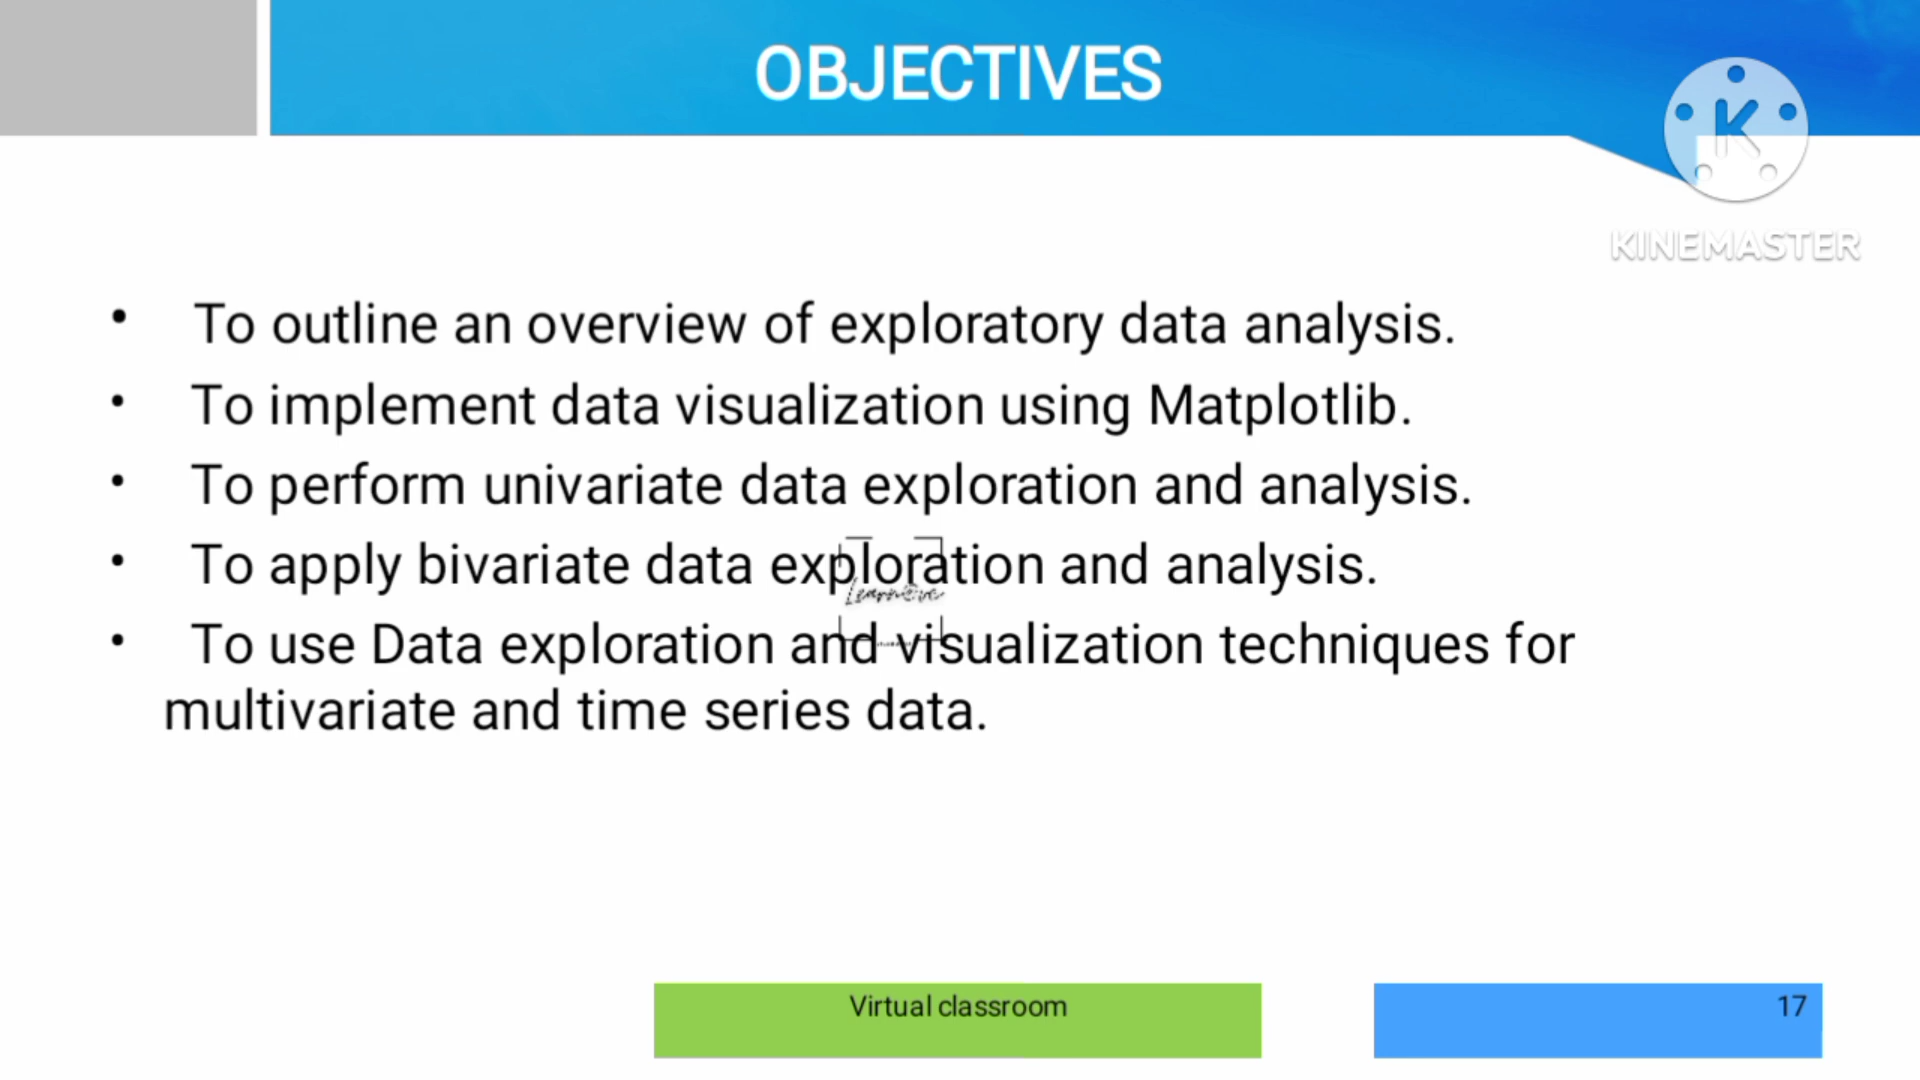 OBJECTIVES
K
KINEMASTER
• To outline an overview of exploratory data analysis.
• To implement data visualization using Matplotlib.
• To perform univariate data exploration and analysis.
• To apply bivariate data exploration and analysis.
• To use Data exploration and visualization techniques for
multivariate and time series data.
Virtual classroom
17